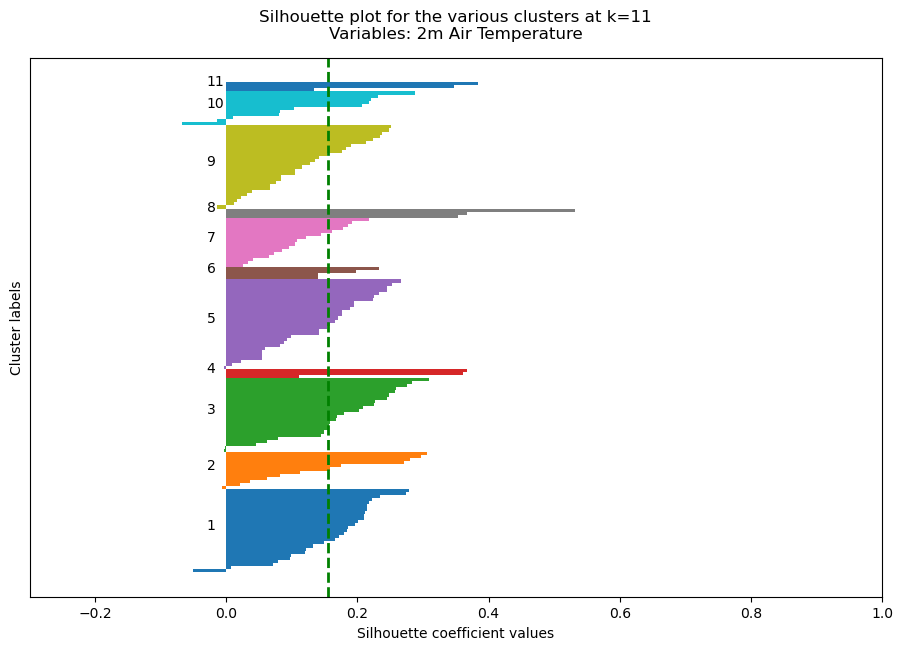 Silhouette plot for the various clusters at k=11
Variables: 2m Air Temperature
11
10
9
8
7
6
5
4
3
2
1
Cluster labels
−0.2 0.0 0.2 0.4 0.6 0.8 1.0
Silhouette coefficient values